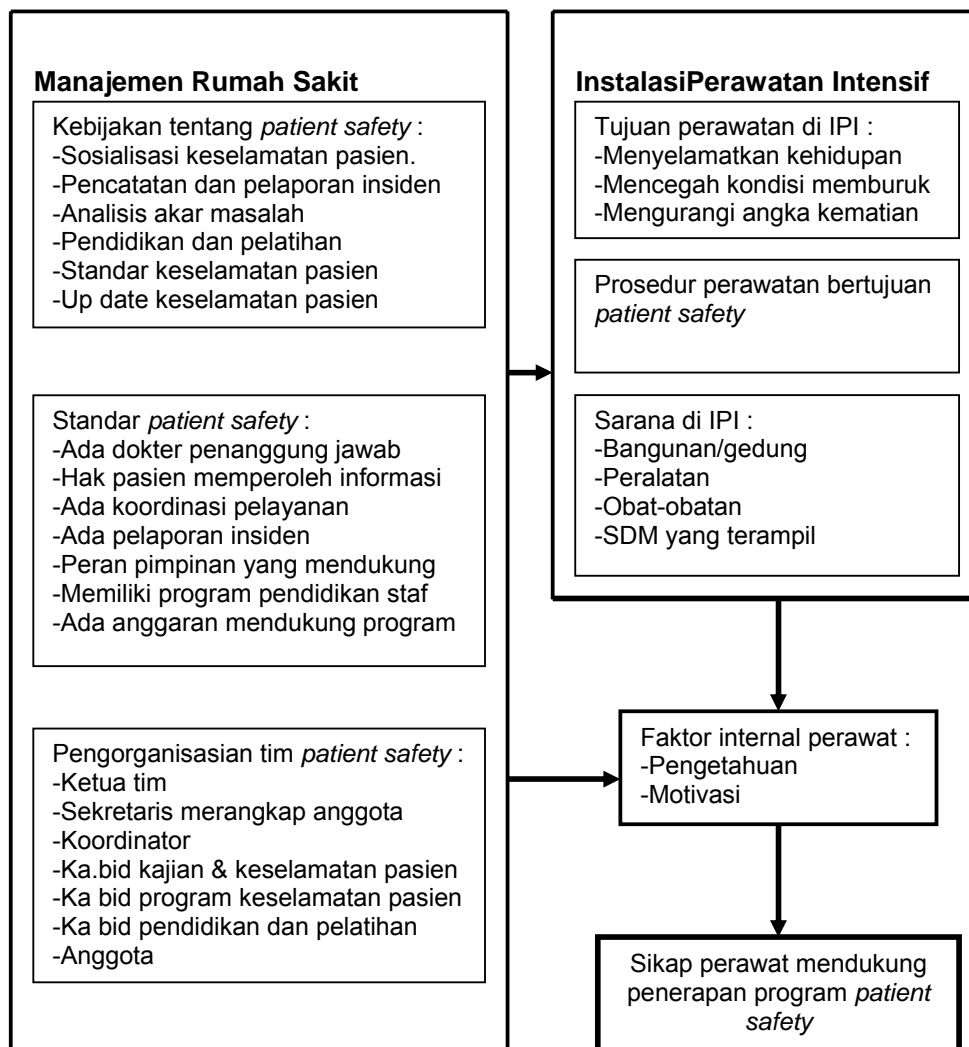 Manajemen Rumah Sakit
Kebijakan tentang patient safety :
-Sosialisasi keselamatan pasien.
-Pencatatan dan pelaporan insiden
-Analisis akar masalah
-Pendidikan dan pelatihan
-Standar keselamatan pasien
-Up date keselamatan pasien
Standar patient safety :
-Ada dokter penanggung jawab
-Hak pasien memperoleh informasi
-Ada koordinasi pelayanan
-Ada pelaporan insiden
-Peran pimpinan yang mendukung
-Memiliki program pendidikan staf
-Ada anggaran mendukung program
Pengorganisasian tim patient safety :
-Ketua tim
-Sekretaris merangkap anggota
-Koordinator
-Ka.bid kajian & keselamatan pasien
-Ka bid program keselamatan pasien
-Ka bid pendidikan dan pelatihan
-Anggota
InstalasiPerawatan Intensif
Tujuan perawatan di IPI :
-Menyelamatkan kehidupan
-Mencegah kondisi memburuk
-Mengurangi angka kematian
Prosedur perawatan bertujuan
patient safety
Sarana di IPI :
-Bangunan/gedung
-Peralatan
-Obat-obatan
-SDM yang terampil
Faktor internal perawat :
-Pengetahuan
-Motivasi
Sikap perawat mendukung
penerapan program patient
safety